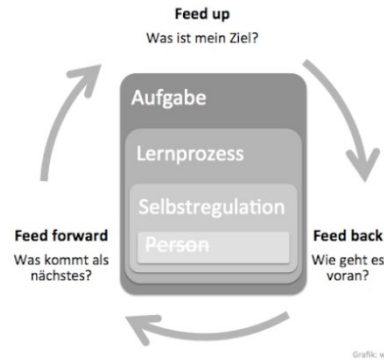 Feed up
Was ist mein Ziel?
Aufgabe
Lernprozess
Selbstregulation
Person
Feed forward
Was kommt als
nächstes?
Feed back
Wie geht es
voran?
Grafik: